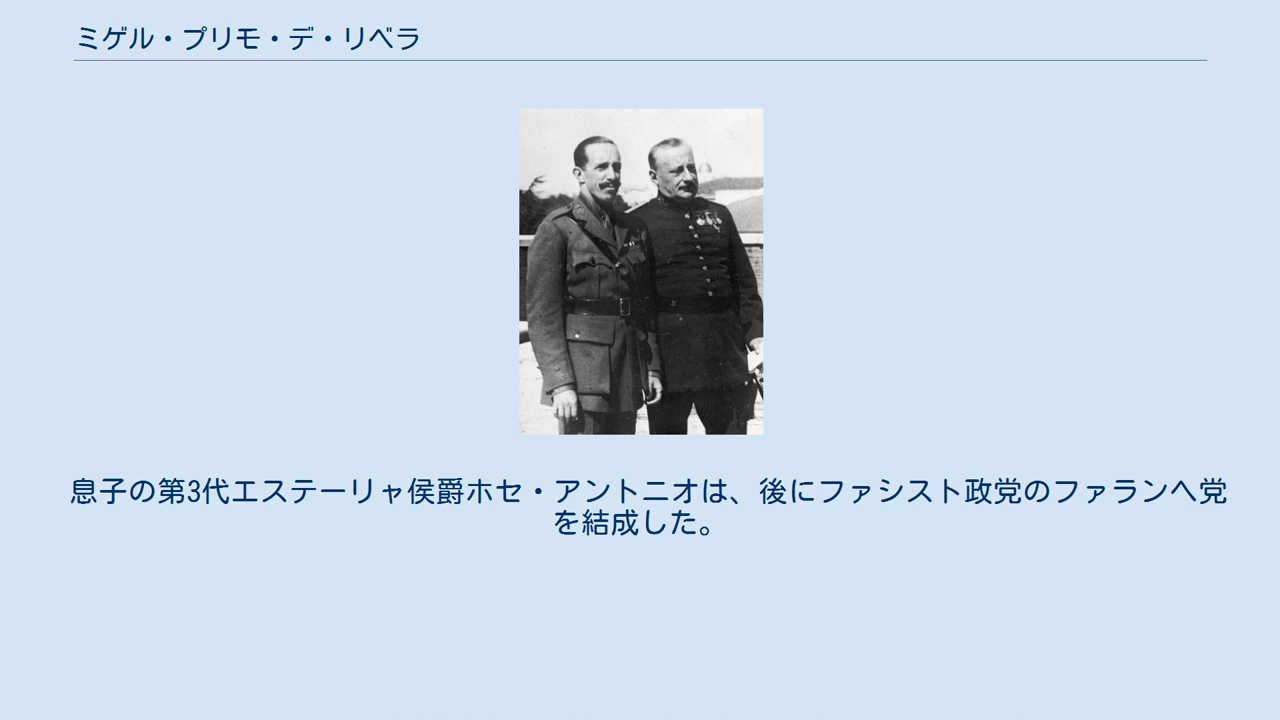 ミゲル・プリモ・デ・リベラ
息子の第3代エステーリャ侯爵ホセ・アントニオは、後にファシスト政党のファランヘ党
を結成した。